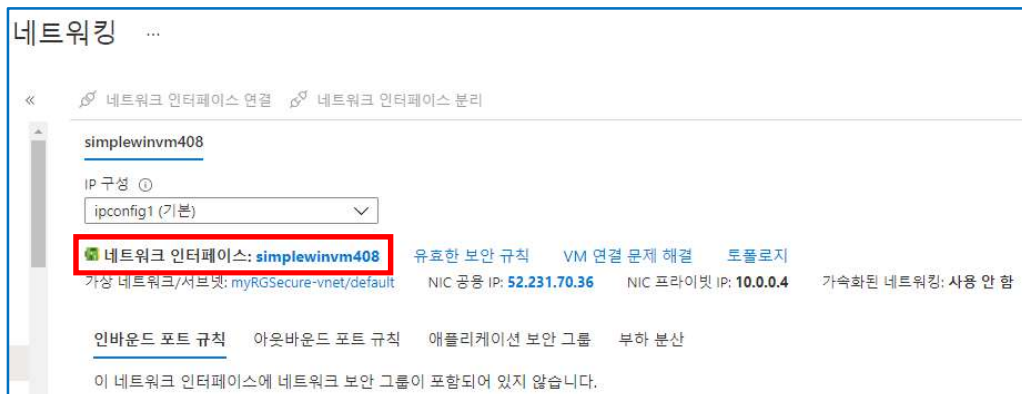 네트워킹 ...
« 네트워크 인터페이스 연결 네트워크 인터페이스 분리
simplewinvm408
IP 구성
ipconfig1 (기본)
네트워크 인터페이스: simplewinvm408 유효한 보안 규칙 VM 연결 문제 해결 토폴로지
가상 네트워크/서브넷: myRGSecure-vnet/default NIC 공용 IP: 52.231.70.36 NIC 프라이빗 IP: 10.0.0.4 가속화된 네트워킹: 사용 안 함
인바운드 포트 규칙 아웃바운드 포트 규칙 애플리케이션 보안 그룹 부하 분산
이 네트워크 인터페이스에 네트워크 보안 그룹이 포함되어 있지 않습니다.